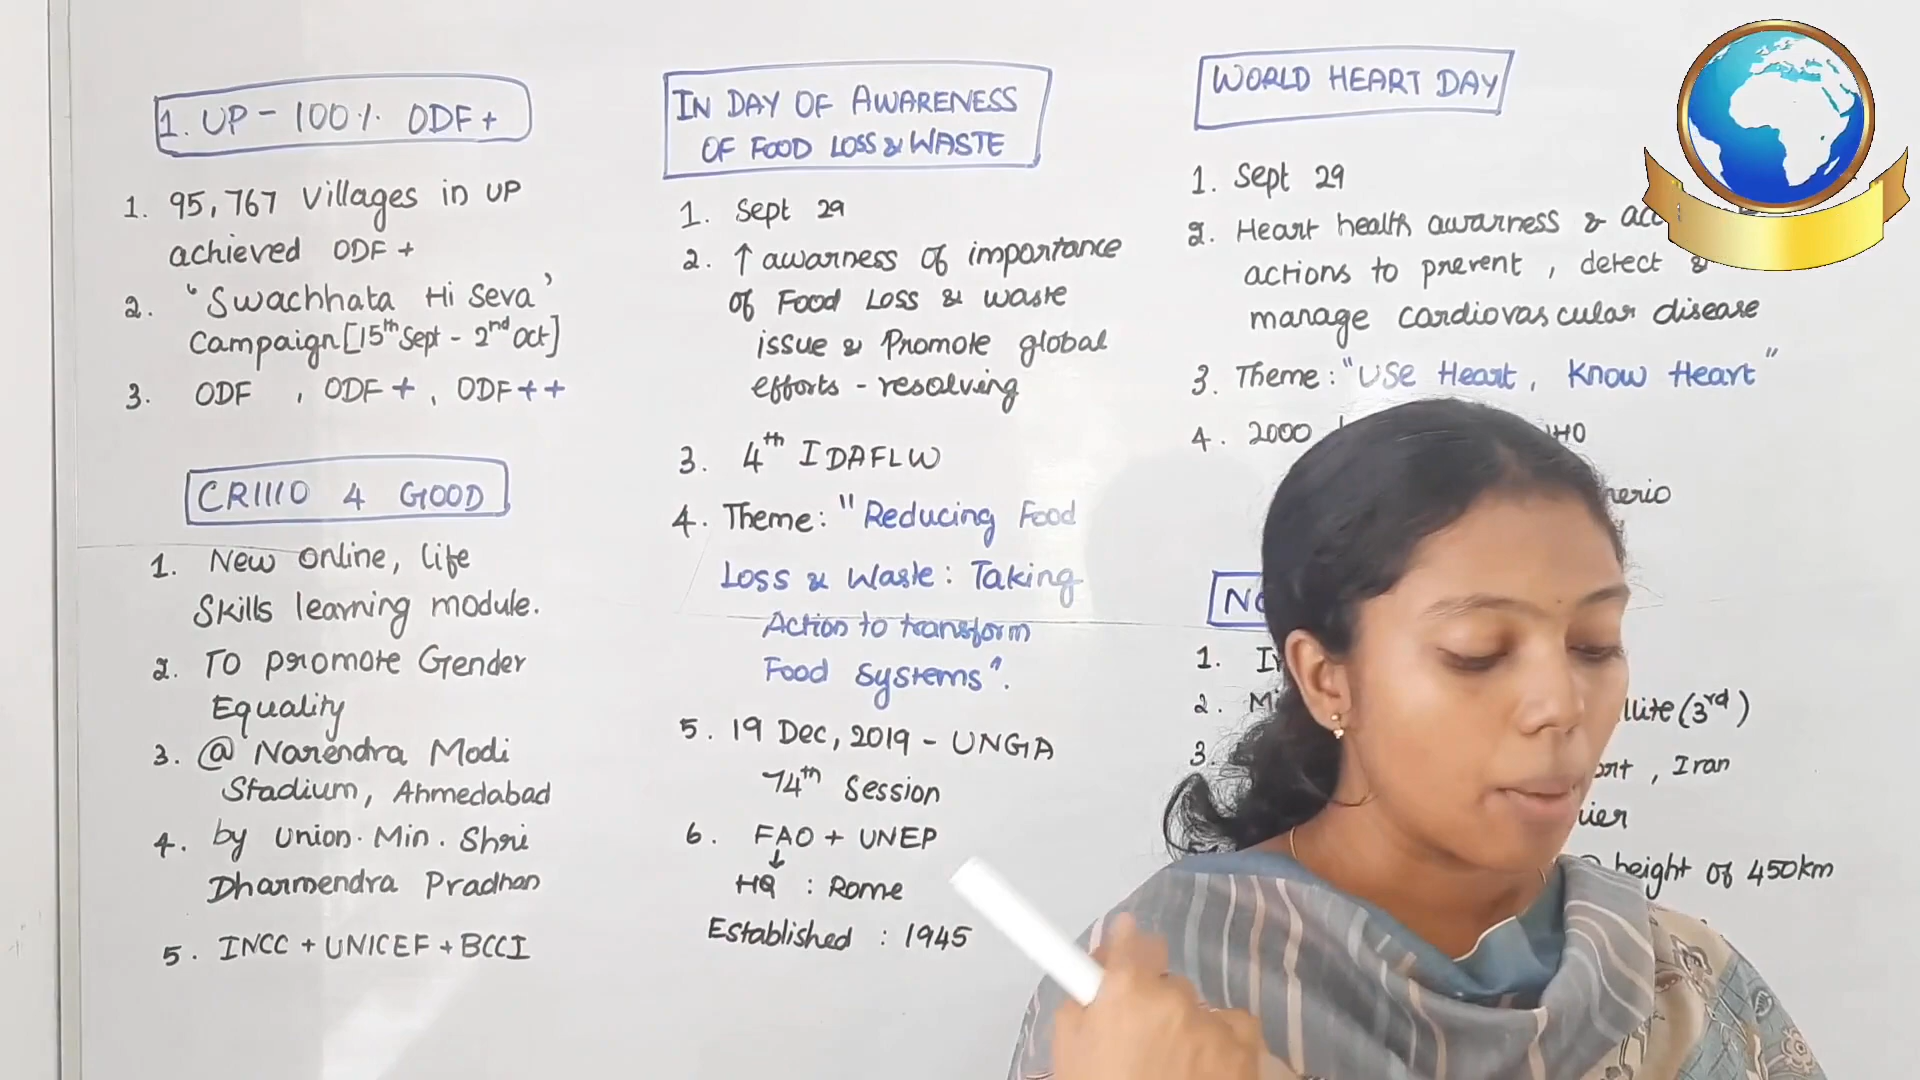 1. UP - 100% ODF+
1. 95,767 Villages in UP
achieved ODF +
2. 'Swachhata Hi Seva'
Campaign [15th Sept - 2nd Oct]
3. ODF , ODF + , ODF ++
CRIIIO 4 GOOD
1. New online, life
Skills learning module.
2. TO promote Gender
Equality
3. @ Narendra Modi
Stadium, Ahmedabad
4. by Union. Min. Shri
Dharmendra Pradhan
5. INCC + UNICEF + BCCI
IN DAY OF AWARENESS
OF FOOD LOSS & WASTE
1. Sept 29
2. ↑ awarness of importance
of Food Loss & waste
issue & Promote global
efforts - resolving
3. 4th IDAFLW
4. Theme: "Reducing Food
Loss & Waste: Taking
Action to transform
Food Systems".
5. 19 Dec, 2019 - UNGA
74th Session
6. FAO + UNEP
↓
HQ : Rome
Established : 1945
WORLD HEART DAY
1. Sept 29
2. Heart health awarness &
actions to prevent, detect &
manage cardiovascular disease
3. Theme: "USe Heart, Know Heart"
4. 2000
1.
2.
(3rd)
3.
, Iran
height of 450km